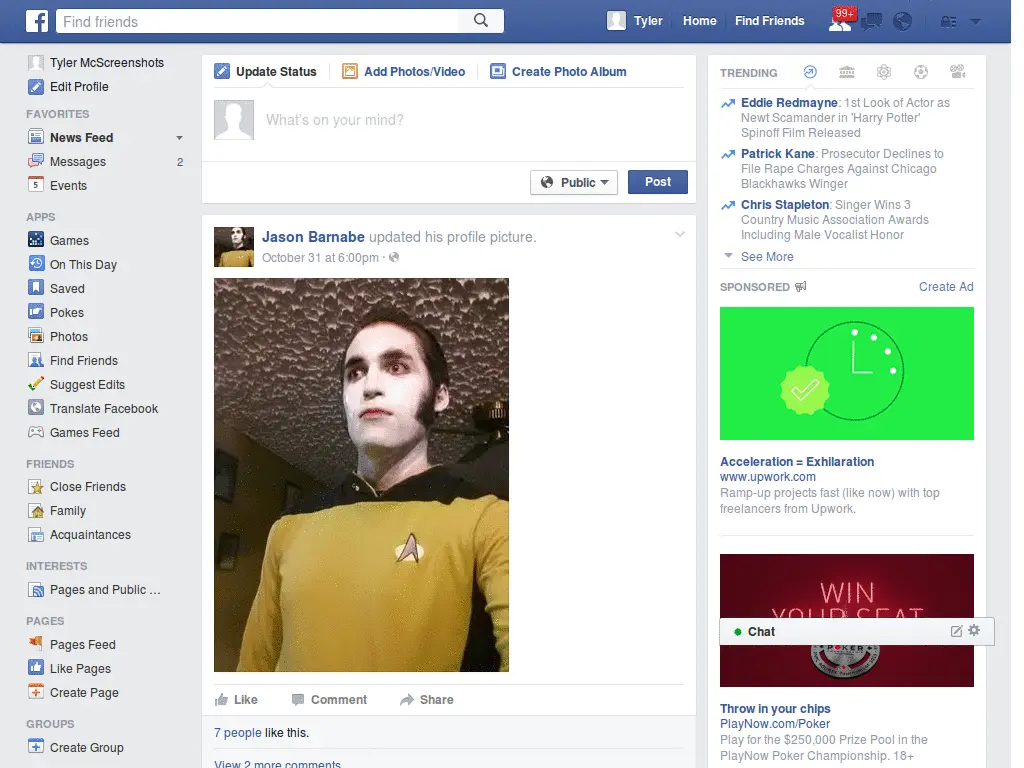 f
Find friends
Tyler
Home
Find Friends
99+
Tyler McScreenshots
Edit Profile
FAVORITES
News Feed
Messages 2
5 Events
APPS
Games
On This Day
Saved
Pokes
Photos
Find Friends
Suggest Edits
Translate Facebook
Games Feed
FRIENDS
Close Friends
Family
Acquaintances
INTERESTS
Pages and Public ...
PAGES
Pages Feed
Like Pages
Create Page
GROUPS
Create Group
Update Status Add Photos/Video Create Photo Album
What's on your mind?
Public Post
Jason Barnabe updated his profile picture.
October 31 at 6:00pm ·
Like Comment Share
7 people like this.
View 2 more comments
TRENDING
Eddie Redmayne: 1st Look of Actor as
Newt Scamander in 'Harry Potter'
Spinoff Film Released
Patrick Kane: Prosecutor Declines to
File Rape Charges Against Chicago
Blackhawks Winger
Chris Stapleton: Singer Wins 3
Country Music Association Awards
Including Male Vocalist Honor
See More
SPONSORED Create Ad
Acceleration = Exhilaration
www.upwork.com
Ramp-up projects fast (like now) with top
freelancers from Upwork.
WIN
YOUR SEAT
Chat
POKER
Throw in your chips
PlayNow.com/Poker
Play for the $250,000 Prize Pool in the
PlayNow Poker Championship. 18+